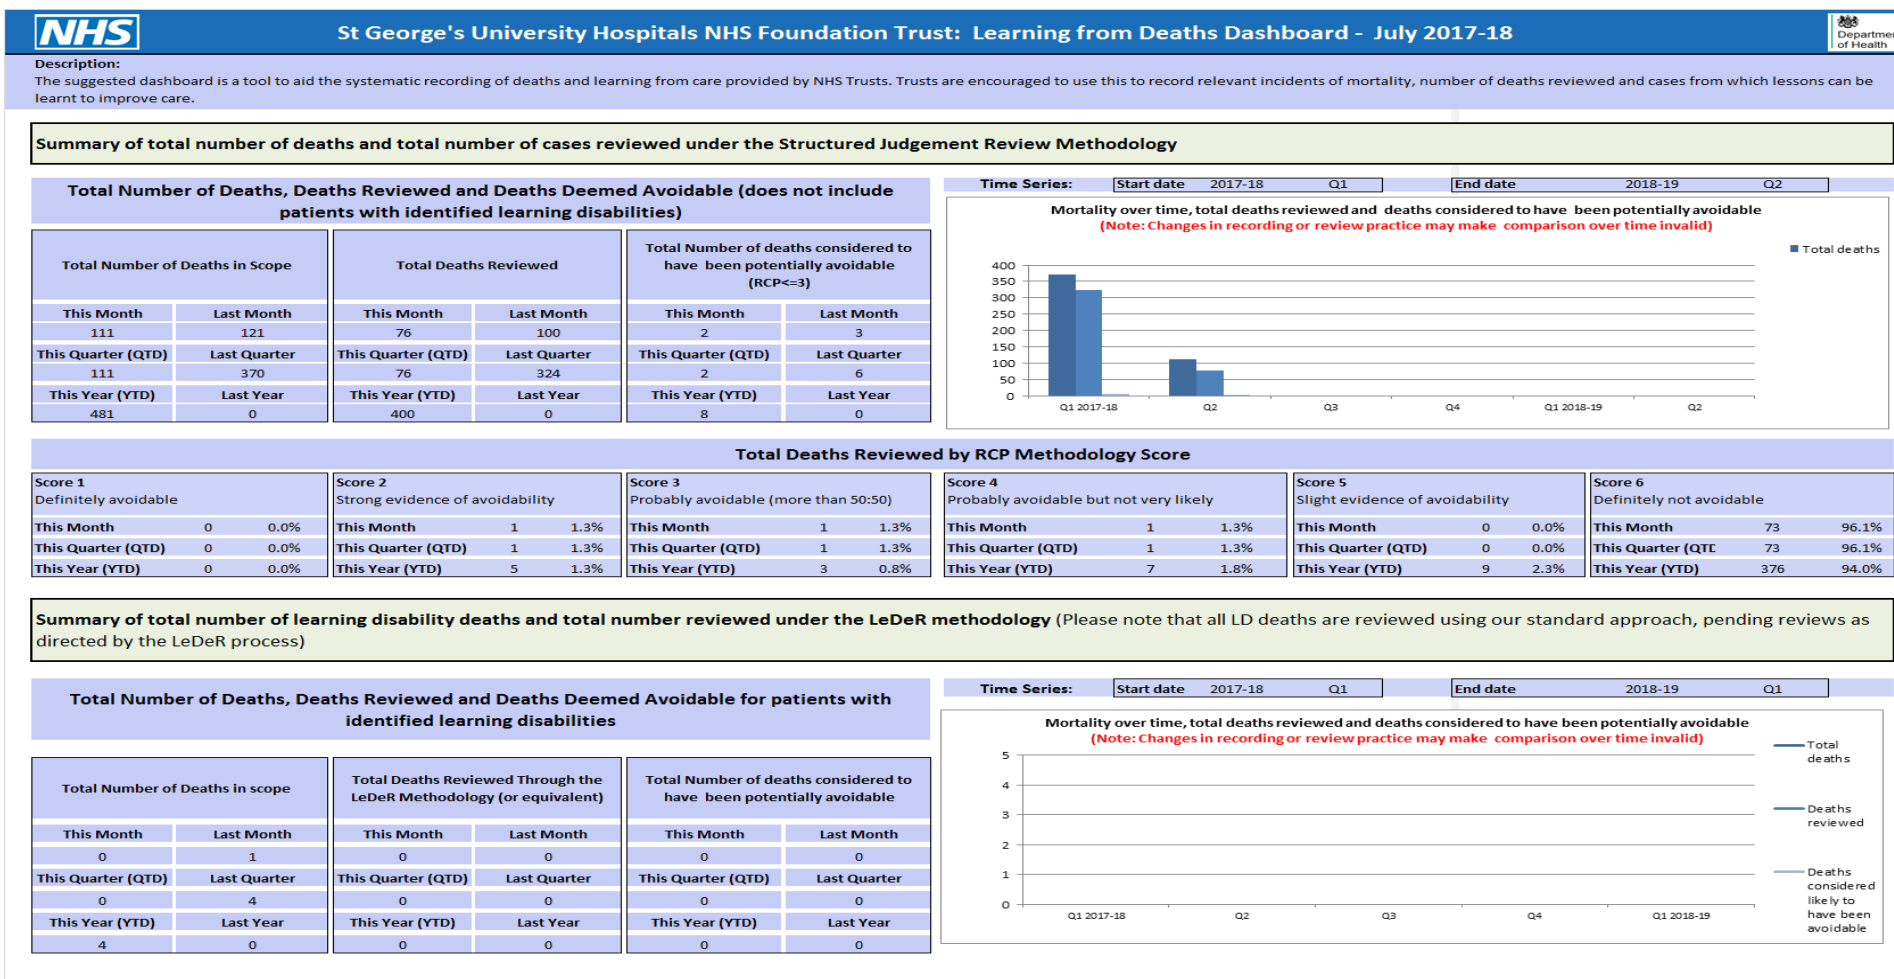 NHS
St George's University Hospitals NHS Foundation Trust: Learning from Deaths Dashboard - July 2017-18
of Health
Description:
The suggested dashboard is a tool to aid the systematic recording of deaths and learning from care provided by NHS Trusts. Trusts are encouraged to use this to record relevant incidents of mortality, number of deaths reviewed and cases from which lessons can be
learnt to improve care.
Summary of total number of deaths and total number of cases reviewed under the Structured Judgement Review Methodology
Total Number of Deaths, Deaths Reviewed and Deaths Deemed Avoidable (does not include
patients with identified learning disabilities)
Total Number of Deaths in Scope
Total Deaths Reviewed
Total Number of deaths considered to
have been potentially avoidable
(RCP<=3)
This Month Last Month This Month Last Month This Month Last Month
111 121 76 100 2 3
This Quarter (QTD) Last Quarter This Quarter (QTD) Last Quarter This Quarter (QTD) Last Quarter
111 370 76 324 2 6
This Year (YTD) Last Year This Year (YTD) Last Year This Year (YTD) Last Year
481 0 400 0 8 0
Time Series: Start date 2017-18 Q1 End date 2018-19 Q2
Mortality over time, total deaths reviewed and deaths considered to have been potentially avoidable
(Note: Changes in recording or review practice may make comparison over time invalid)
Total deaths
400
350
300
250
200
150
100
50
0
Q1 2017-18 Q2 Q3 Q4 Q1 2018-19 Q2
Total Deaths Reviewed by RCP Methodology Score
Score 1
Definitely avoidable
This Month 0 0.0%
This Quarter (QTD) 0 0.0%
This Year (YTD) 0 0.0%
Score 2
Strong evidence of avoidability
This Month 1 1.3%
This Quarter (QTD) 1 1.3%
This Year (YTD) 5 1.3%
Score 3
Probably avoidable (more than 50:50)
This Month 1 1.3%
This Quarter (QTD) 1 1.3%
This Year (YTD) 3 0.8%
Score 4
Probably avoidable but not very likely
This Month 1 1.3%
This Quarter (QTD) 1 1.3%
This Year (YTD) 7 1.8%
Score 5
Slight evidence of avoidability
This Month 0 0.0%
This Quarter (QTD) 0 0.0%
This Year (YTD) 9 2.3%
Score 6
Definitely not avoidable
This Month 73 96.1%
This Quarter (QTD 73 96.1%
This Year (YTD) 376 94.0%
Summary of total number of learning disability deaths and total number reviewed under the LeDeR methodology (Please note that all LD deaths are reviewed using our standard approach, pending reviews as
directed by the LeDeR process)
Total Number of Deaths, Deaths Reviewed and Deaths Deemed Avoidable for patients with
identified learning disabilities
Total Number of Deaths in scope
Total Deaths Reviewed Through the
LeDeR Methodology (or equivalent)
Total Number of deaths considered to
have been potentially avoidable
This Month Last Month This Month Last Month This Month Last Month
0 1 0 0 0 0
This Quarter (QTD) Last Quarter This Quarter (QTD) Last Quarter This Quarter (QTD) Last Quarter
0 4 0 0 0 0
This Year (YTD) Last Year This Year (YTD) Last Year This Year (YTD) Last Year
4 0 0 0 0 0
Time Series: Start date 2017-18 Q1 End date 2018-19 Q1
Mortality over time, total deaths reviewed and deaths considered to have been potentially avoidable
(Note: Changes in recording or review practice may make comparison over time invalid)
5
4
3
2
1
0
Q1 2017-18 Q2 Q3 Q4 Q1 2018-19
Total
deaths
Deaths
reviewed
Deaths
considered
likely to
have been
avoidable